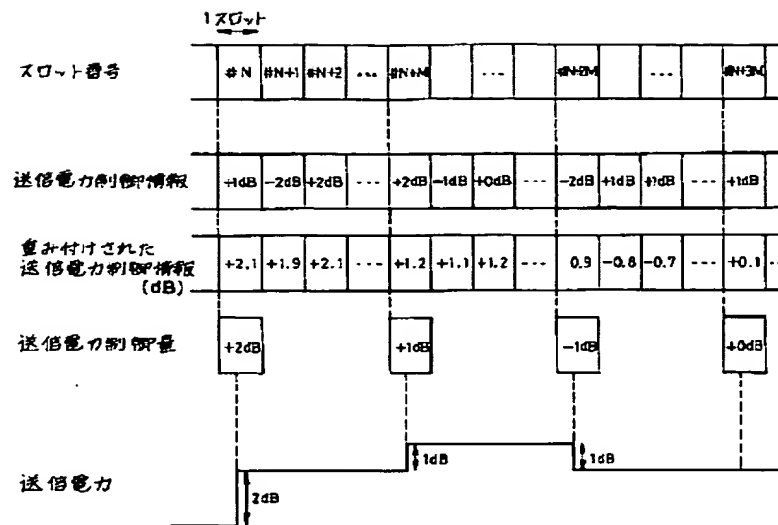 1スロット
スロット番号 #N #N+1 #N+2 --- #N+M --- #N+2M --- #N+3M
送信電力制御情報 +1dB -2dB +2dB --- +2dB -1dB +0dB --- -2dB +1dB +1dB --- +1dB
重み付けされた
送信電力制御情報
(dB)
+2.1 +1.9 +2.1 --- +1.2 +1.1 +1.2 --- 0.9 -0.8 -0.7 --- +0.1 --
送信電力制御量 +2dB +1dB -1dB +0dB
1dB 1dB
送信電力
2dB